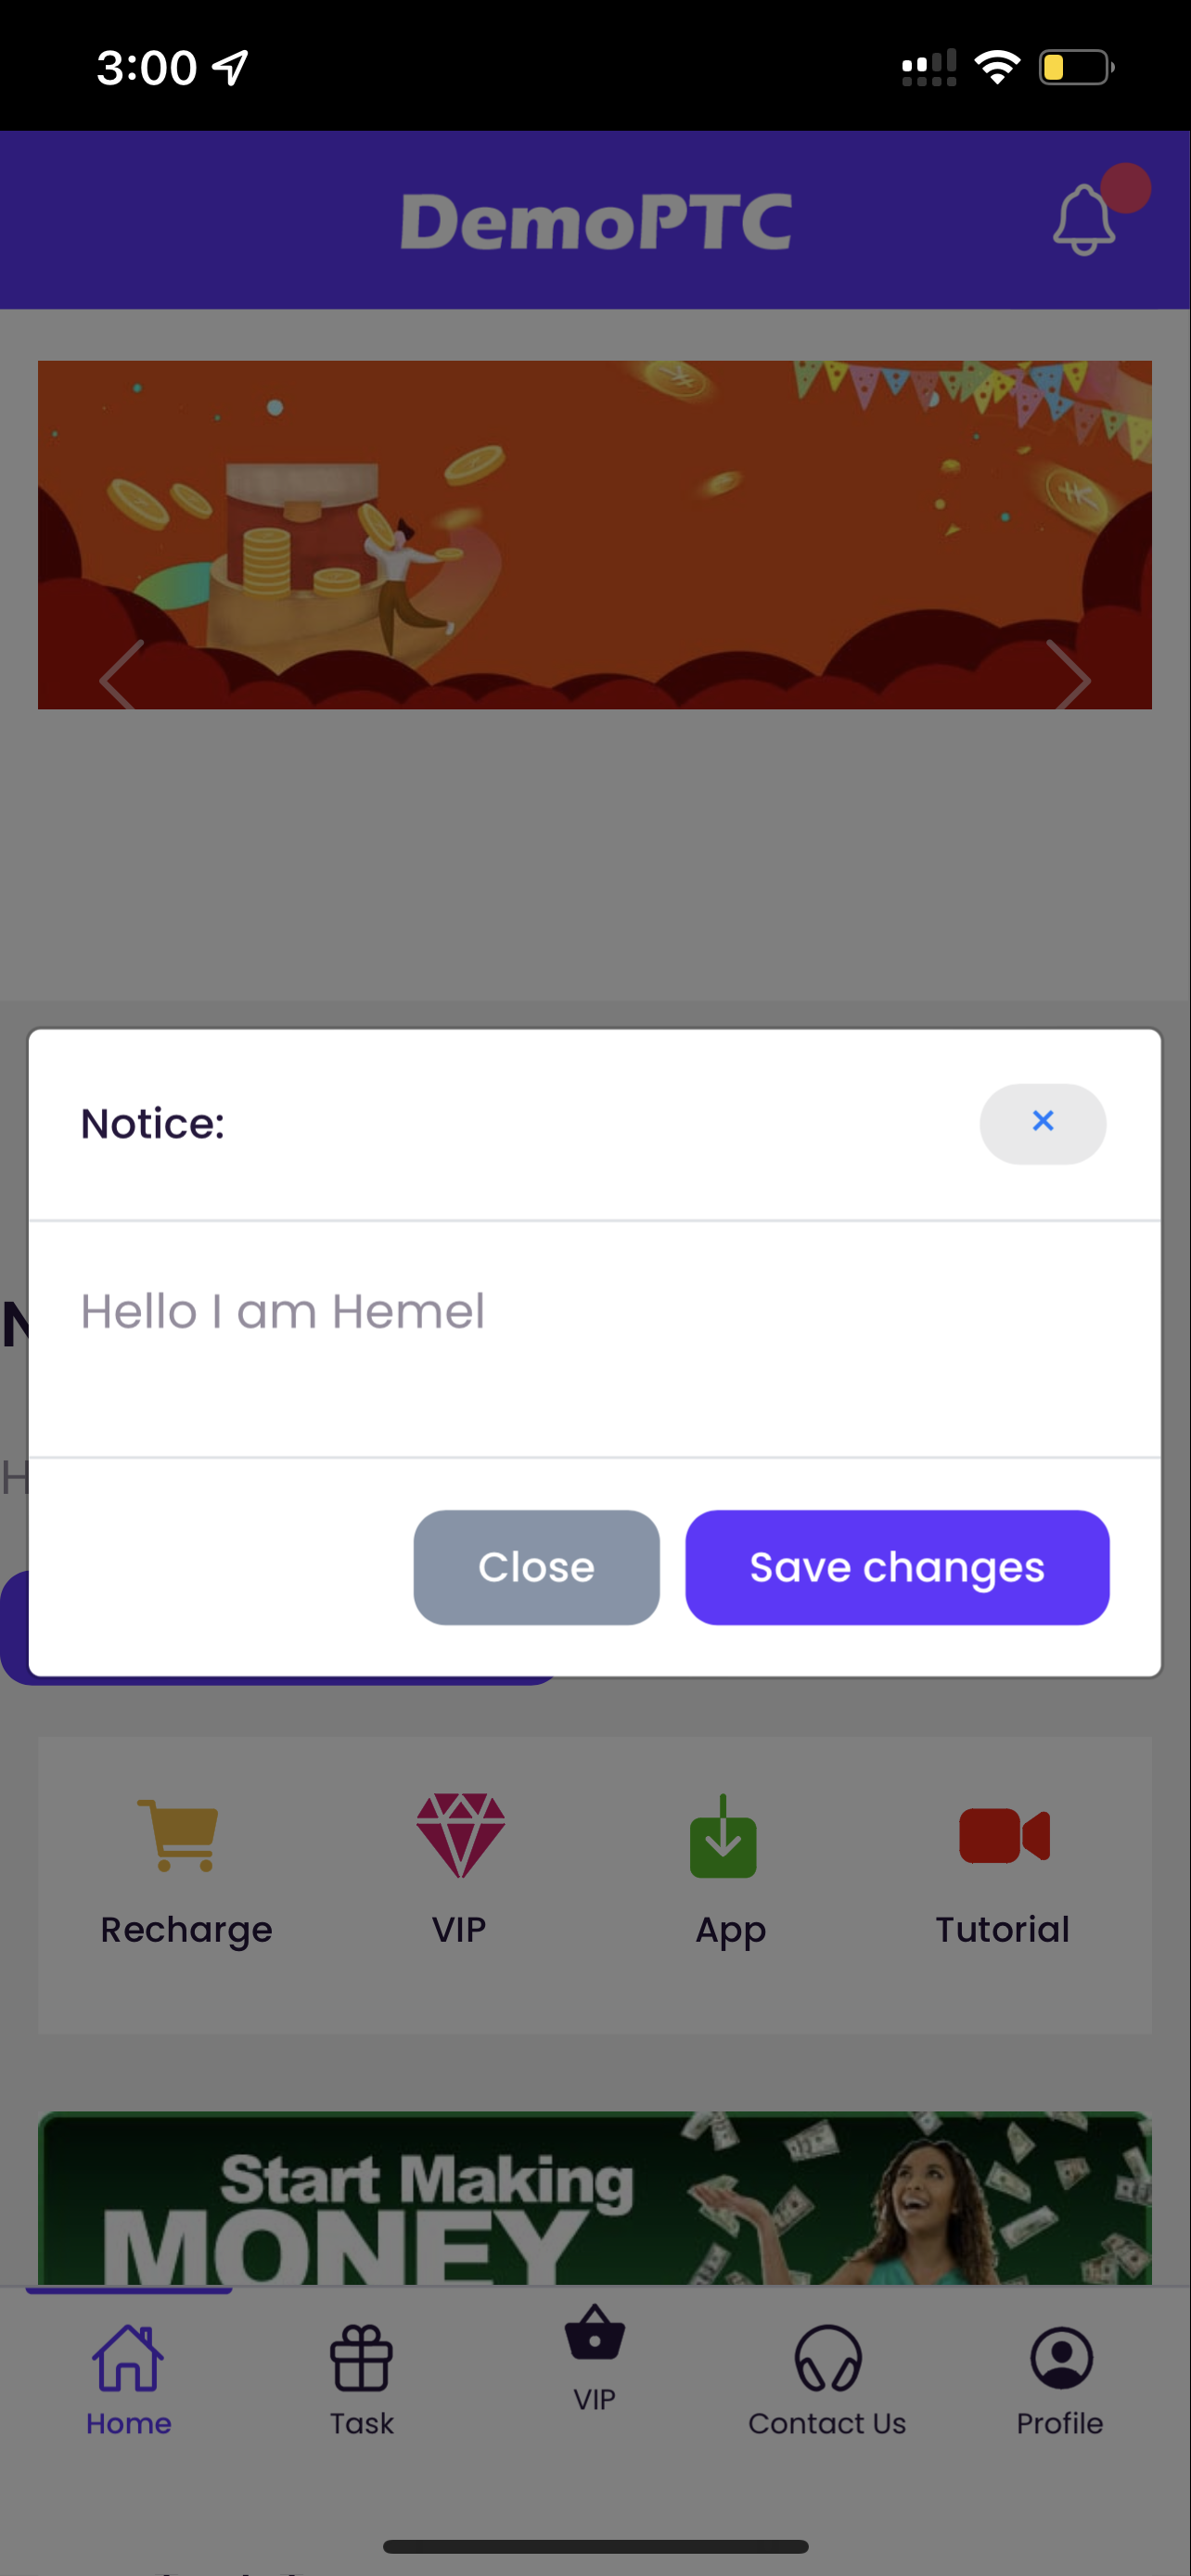 3:00
DemoPTC
Notice:
Hello I am Hemel
Close Save changes
Recharge VIP App Tutorial
Start Making
MONEY
Home Task VIP Contact Us Profile